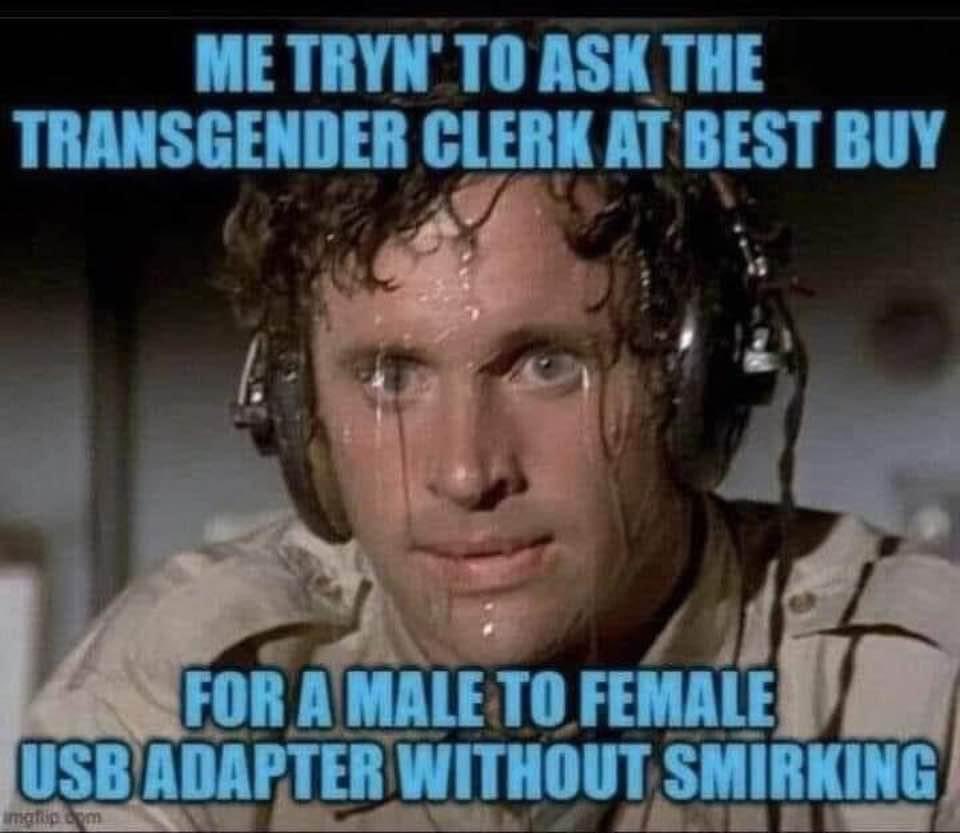 ME TRYN' TO ASK THE
TRANSGENDER CLERK AT BEST BUY
FOR A MALE TO FEMALE
USB ADAPTER WITHOUT SMIRKING
imgflip.com